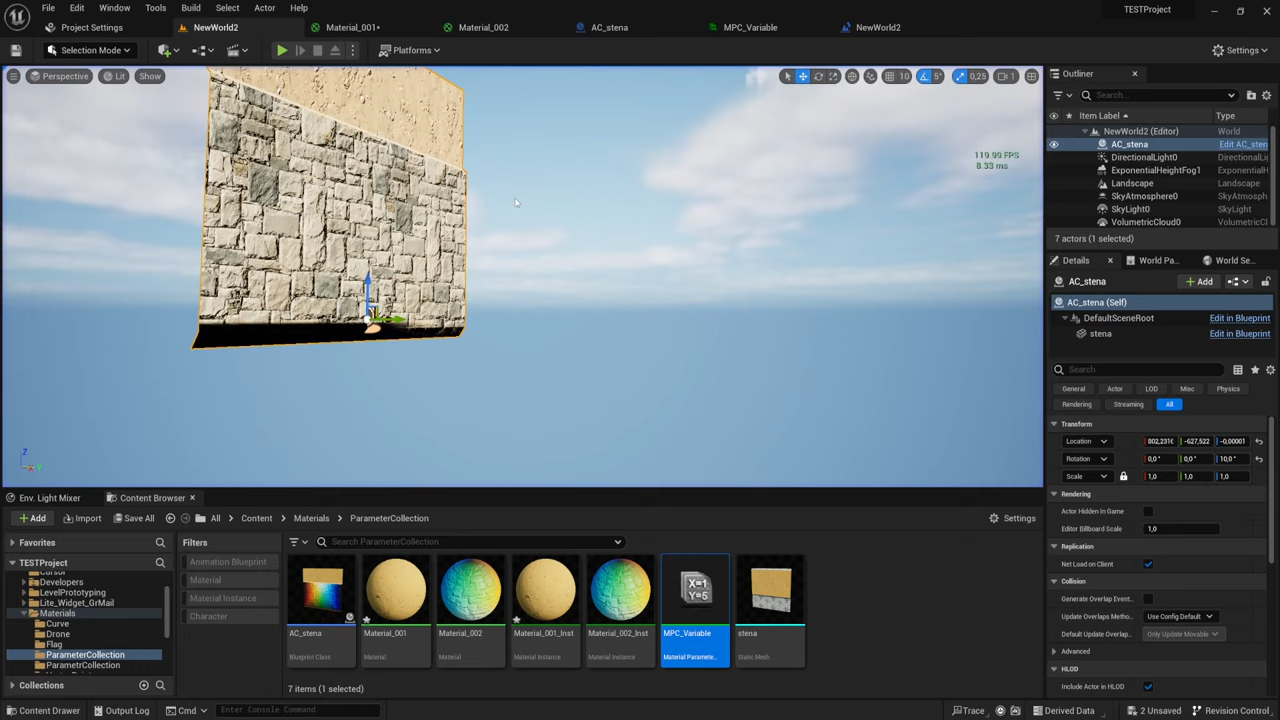 File Edit Window Tools Build Select Actor Help
TESTProject
Project Settings NewWorld2 Material_001• Material_002 AC_stena MPC_Variable NewWorld2
Selection Mode Platforms Settings
Perspective Lit Show 10 5° 0,25 1
119.99 FPS
8.33 ms
Outliner
Search...
Item Label Type
NewWorld2 (Editor) World
AC_stena Edit AC_sten
DirectionalLight0 DirectionalLi
ExponentialHeightFog1 Exponential
Landscape Landscape
SkyAtmosphere0 SkyAtmosph
SkyLight0 SkyLight
VolumetricCloud0 VolumetricCl
7 actors (1 selected)
Details World Pa... World Se...
AC_stena Add
AC_stena (Self)
DefaultSceneRoot Edit in Blueprint
stena Edit in Blueprint
Search
General Actor LOD Misc Physics
Rendering Streaming All
Transform
Location 802,231 -627,522 -0,00001
Rotation 0,0° 0,0° 10,0°
Scale 1,0 1,0 1,0
Rendering
Actor Hidden In Game
Editor Billboard Scale 1,0
Replication
Net Load on Client
Collision
Generate Overlap Event...
Update Overlaps Metho... Use Config Default
Default Update Overlap... Only Update Movable
Advanced
HLOD
Include Actor in HLOD
Z
Env. Light Mixer Content Browser
Add Import Save All All Content Materials ParameterCollection Settings
Favorites
TESTProject
Cursor
Developers
LevelPrototyping
Lite_Widget_GrMail
Materials
Curve
Drone
Flag
ParameterCollection
ParametrCollection
Collections
Filters
Animation Blueprint
Material
Material Instance
Character
Search ParameterCollection
X=1
Y=5
AC_stena Material_001 Material_002 Material_001_Inst Material_002_Inst MPC_Variable stena
Blueprint Class Material Material Material Instance Material Instance Material Paramete... Static Mesh
7 items (1 selected)
Content Drawer Output Log Cmd Enter Console Command Trace Derived Data 2 Unsaved Revision Control